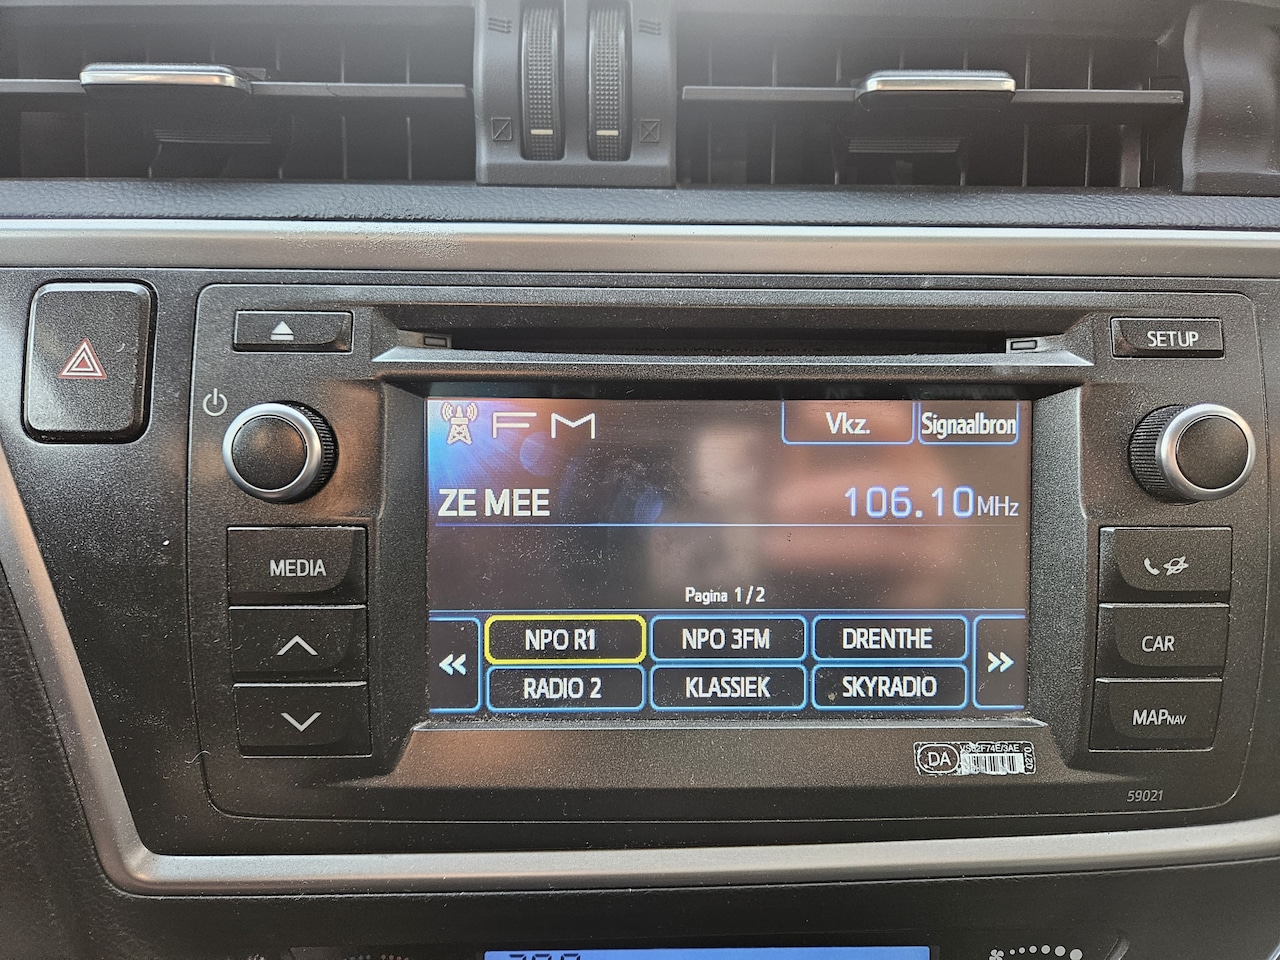 SETUP
FM
Vkz.
Signaalbron
ZE MEE
106.10MHz
MEDIA
Pagina 1/2
NPO R1
NPO 3FM
DRENTHE
CAR
RADIO 2
KLASSIEK
SKYRADIO
MAPNAV
DA
0270
59021